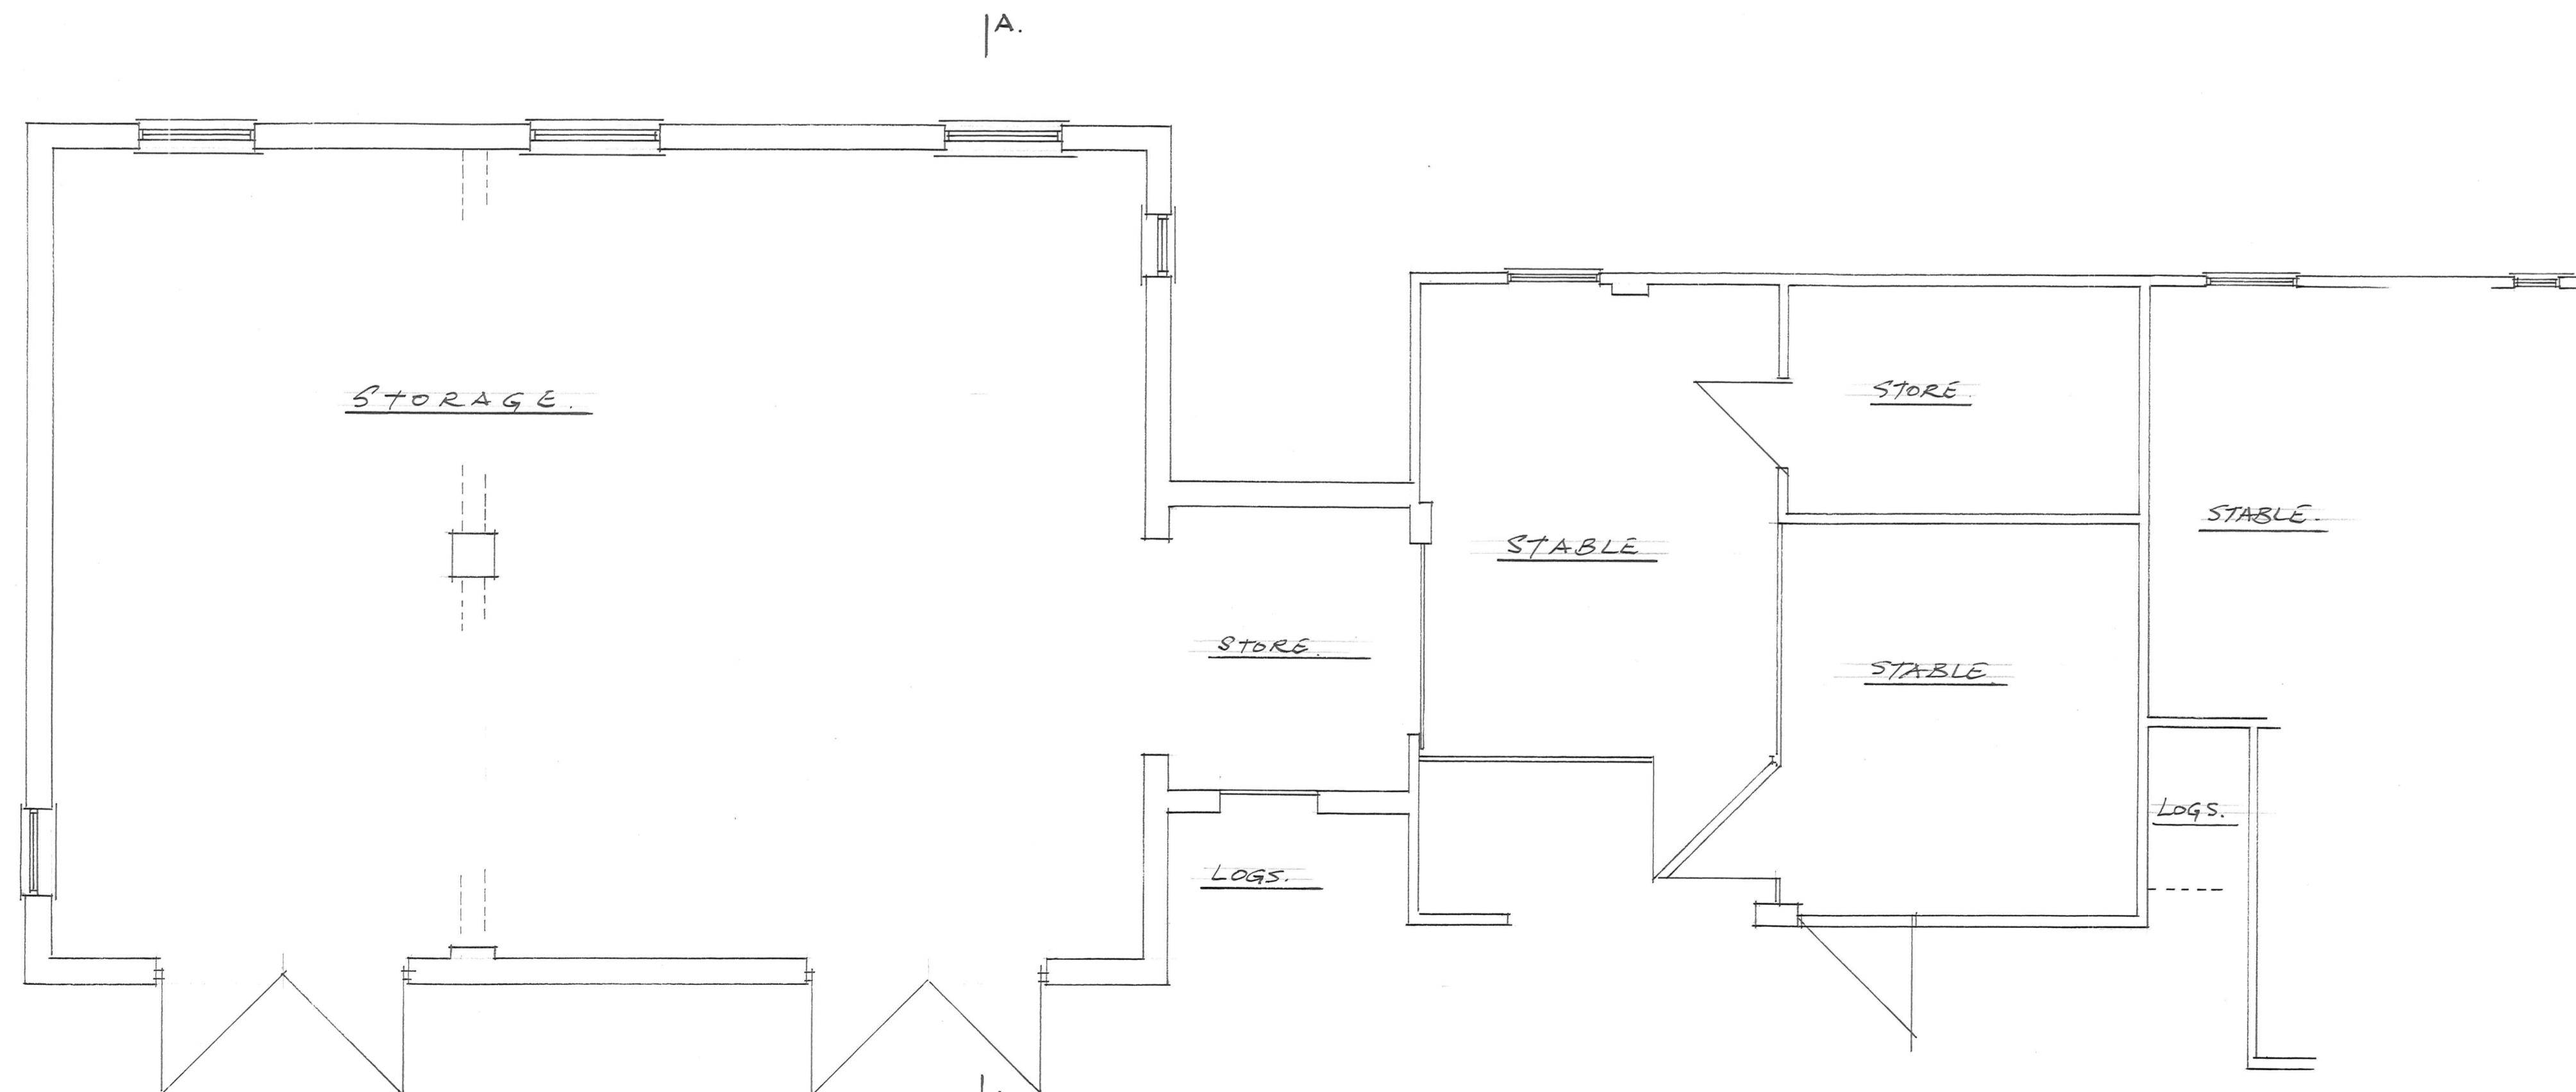 A.
STORAGE.
STORE
STABLE.
STABLE
STORE.
STABLE.
LOGS.
LOGS.